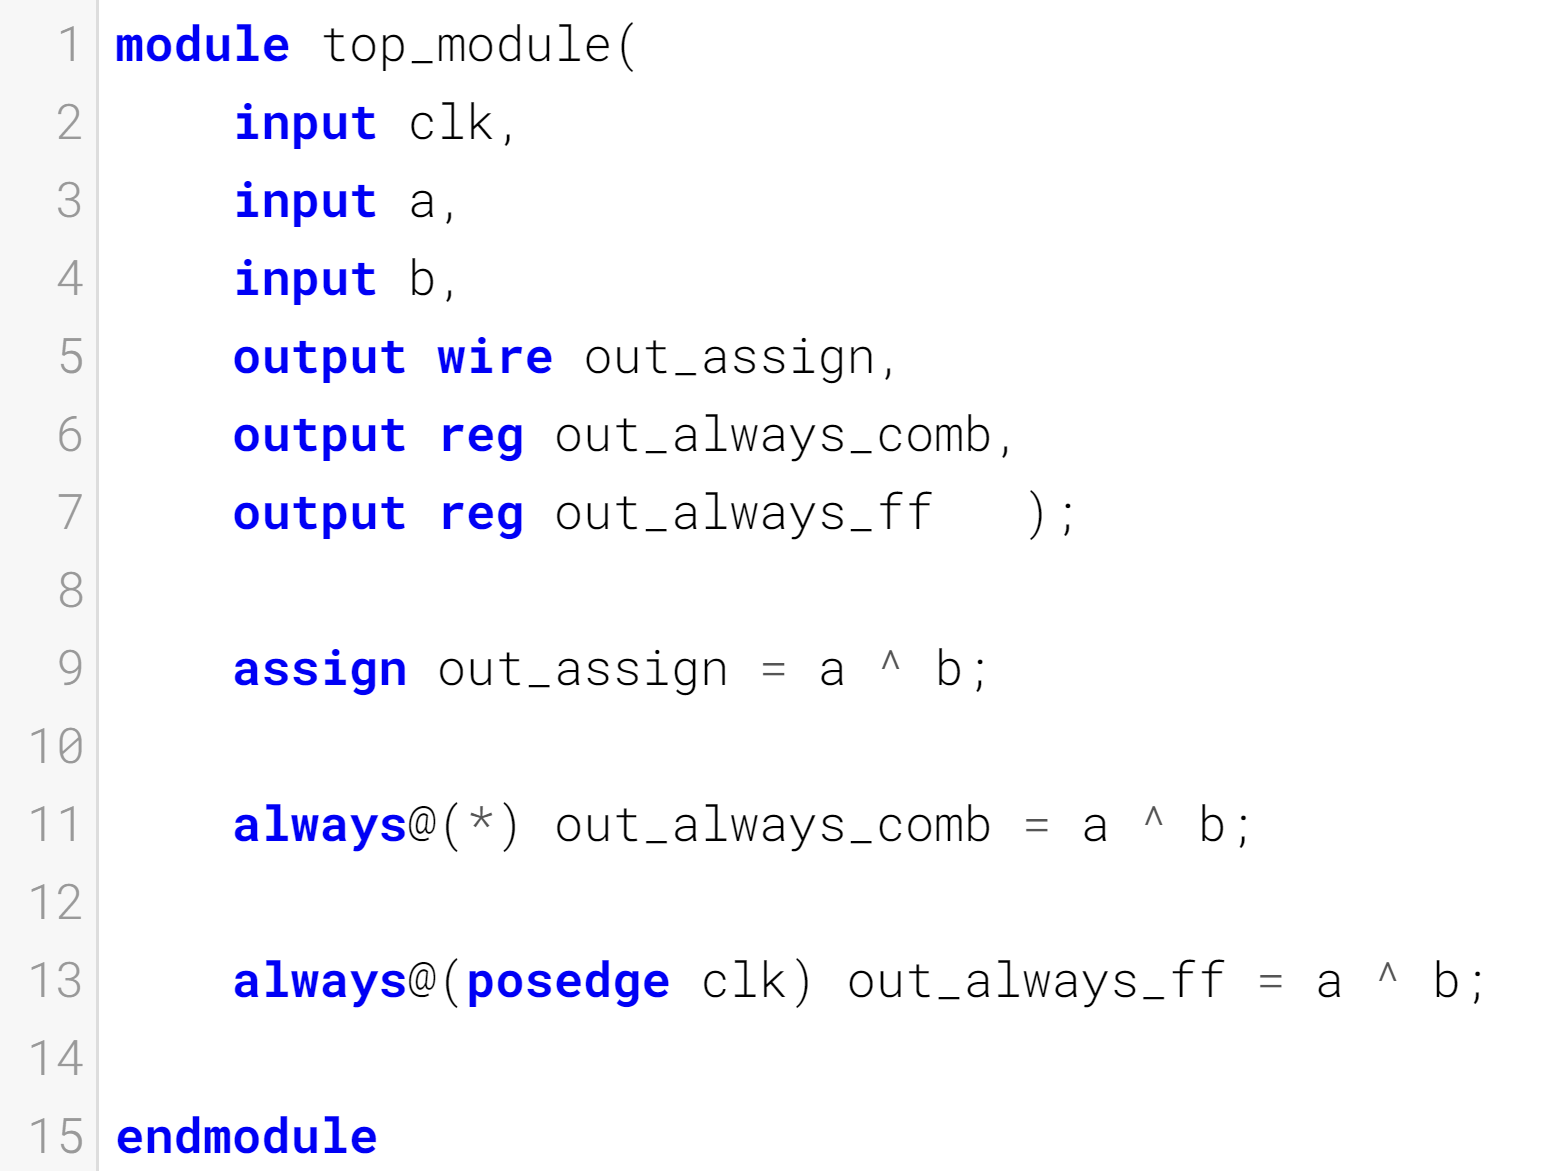 1 module top_module(
2     input clk,
3     input a,
4     input b,
5     output wire out_assign,
6     output reg out_always_comb,
7     output reg out_always_ff   );
8
9     assign out_assign = a ^ b;
10
11     always@(*) out_always_comb = a ^ b;
12
13     always@(posedge clk) out_always_ff = a ^ b;
14
15 endmodule